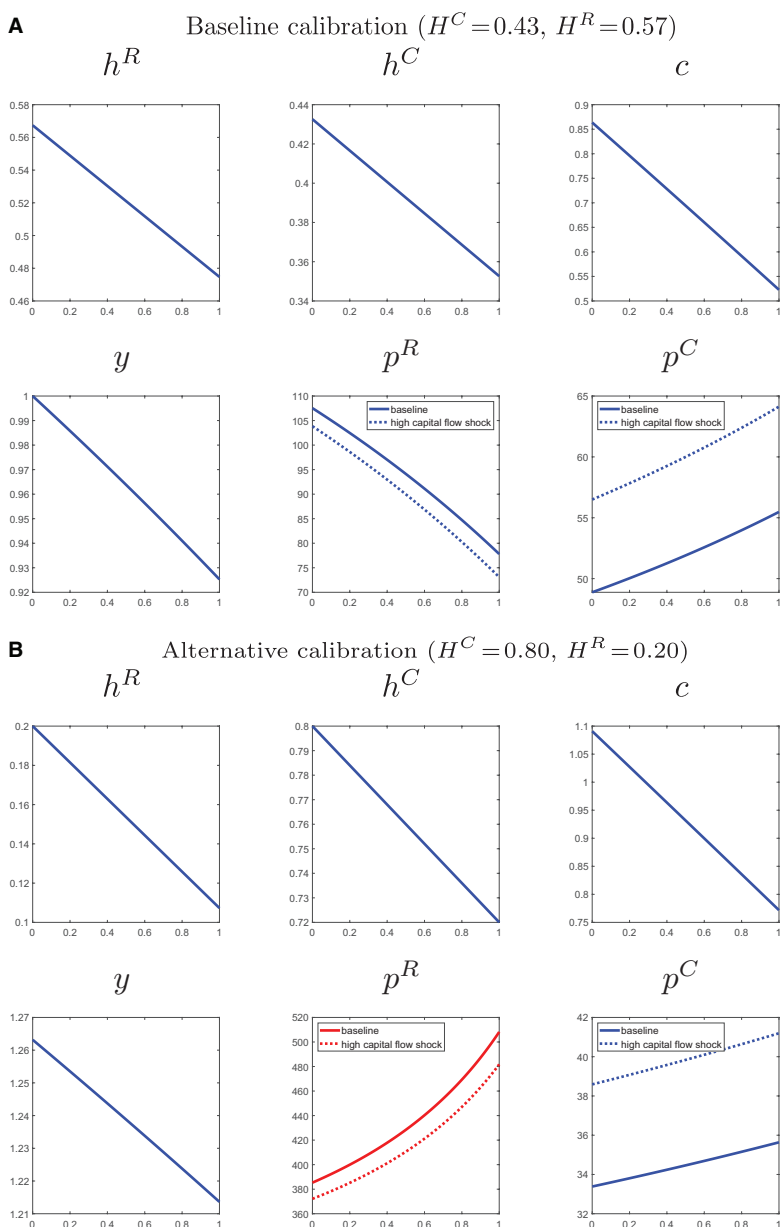 A Baseline calibration (H^C=0.43, H^R=0.57)
h^R h^C c
0.58 0.56 0.54 0.52 0.5 0.48 0.46
0 0.2 0.4 0.6 0.8 1
0.44 0.42 0.4 0.38 0.36 0.34
0 0.2 0.4 0.6 0.8 1
0.9 0.85 0.8 0.75 0.7 0.65 0.6 0.55 0.5
0 0.2 0.4 0.6 0.8 1
y p^R p^C
1 0.99 0.98 0.97 0.96 0.95 0.94 0.93 0.92
0 0.2 0.4 0.6 0.8 1
110 105 100 95 90 85 80 75 70
baseline
high capital flow shock
0 0.2 0.4 0.6 0.8 1
65 60 55 50
baseline
high capital flow shock
0 0.2 0.4 0.6 0.8 1
B Alternative calibration (H^C=0.80, H^R=0.20)
h^R h^C c
0.2 0.18 0.16 0.14 0.12 0.1
0 0.2 0.4 0.6 0.8 1
0.8 0.79 0.78 0.77 0.76 0.75 0.74 0.73 0.72
0 0.2 0.4 0.6 0.8 1
1.1 1.05 1 0.95 0.9 0.85 0.8 0.75
0 0.2 0.4 0.6 0.8 1
y p^R p^C
1.27 1.26 1.25 1.24 1.23 1.22 1.21
0 0.2 0.4 0.6 0.8 1
520 500 480 460 440 420 400 380 360
baseline
high capital flow shock
0 0.2 0.4 0.6 0.8 1
42 40 38 36 34 32
baseline
high capital flow shock
0 0.2 0.4 0.6 0.8 1